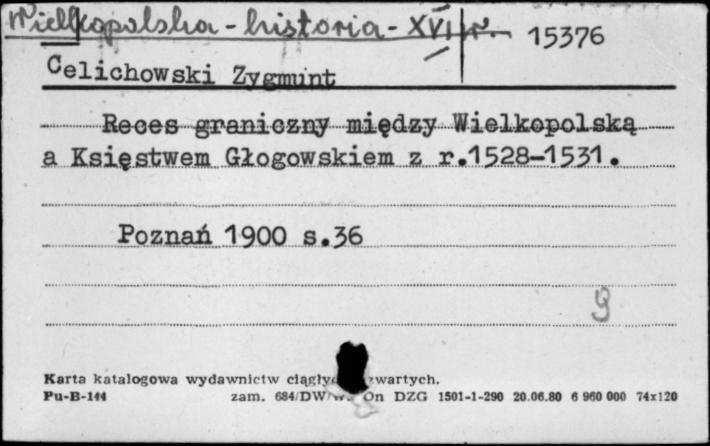 Wielkopolska - historia - XVI w. 15376
Celichowski Zygmunt
Reces graniczny między Wielkopolską
a Księstwem Głogowskiem z r.1528-1531.
Poznań 1900 s.36
9
Karta katalogowa wydawnictw ciągły wartych.
Pu-B-144 zam. 684/DW On DZG 1501-1-290 20.06.80 6 960 000 74x120